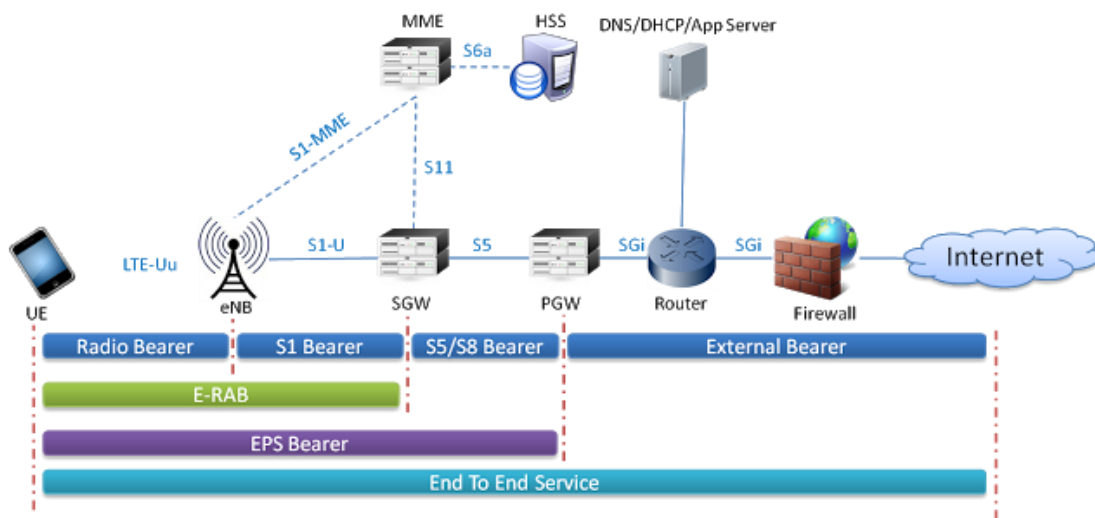 MME
HSS
DNS/DHCP/App Server
S6a
S1-MME
S11
LTE-Uu
S1-U
S5
SGi
SGi
Internet
UE
eNB
SGW
PGW
Router
Firewall
Radio Bearer
S1 Bearer
S5/S8 Bearer
External Bearer
E-RAB
EPS Bearer
End To End Service